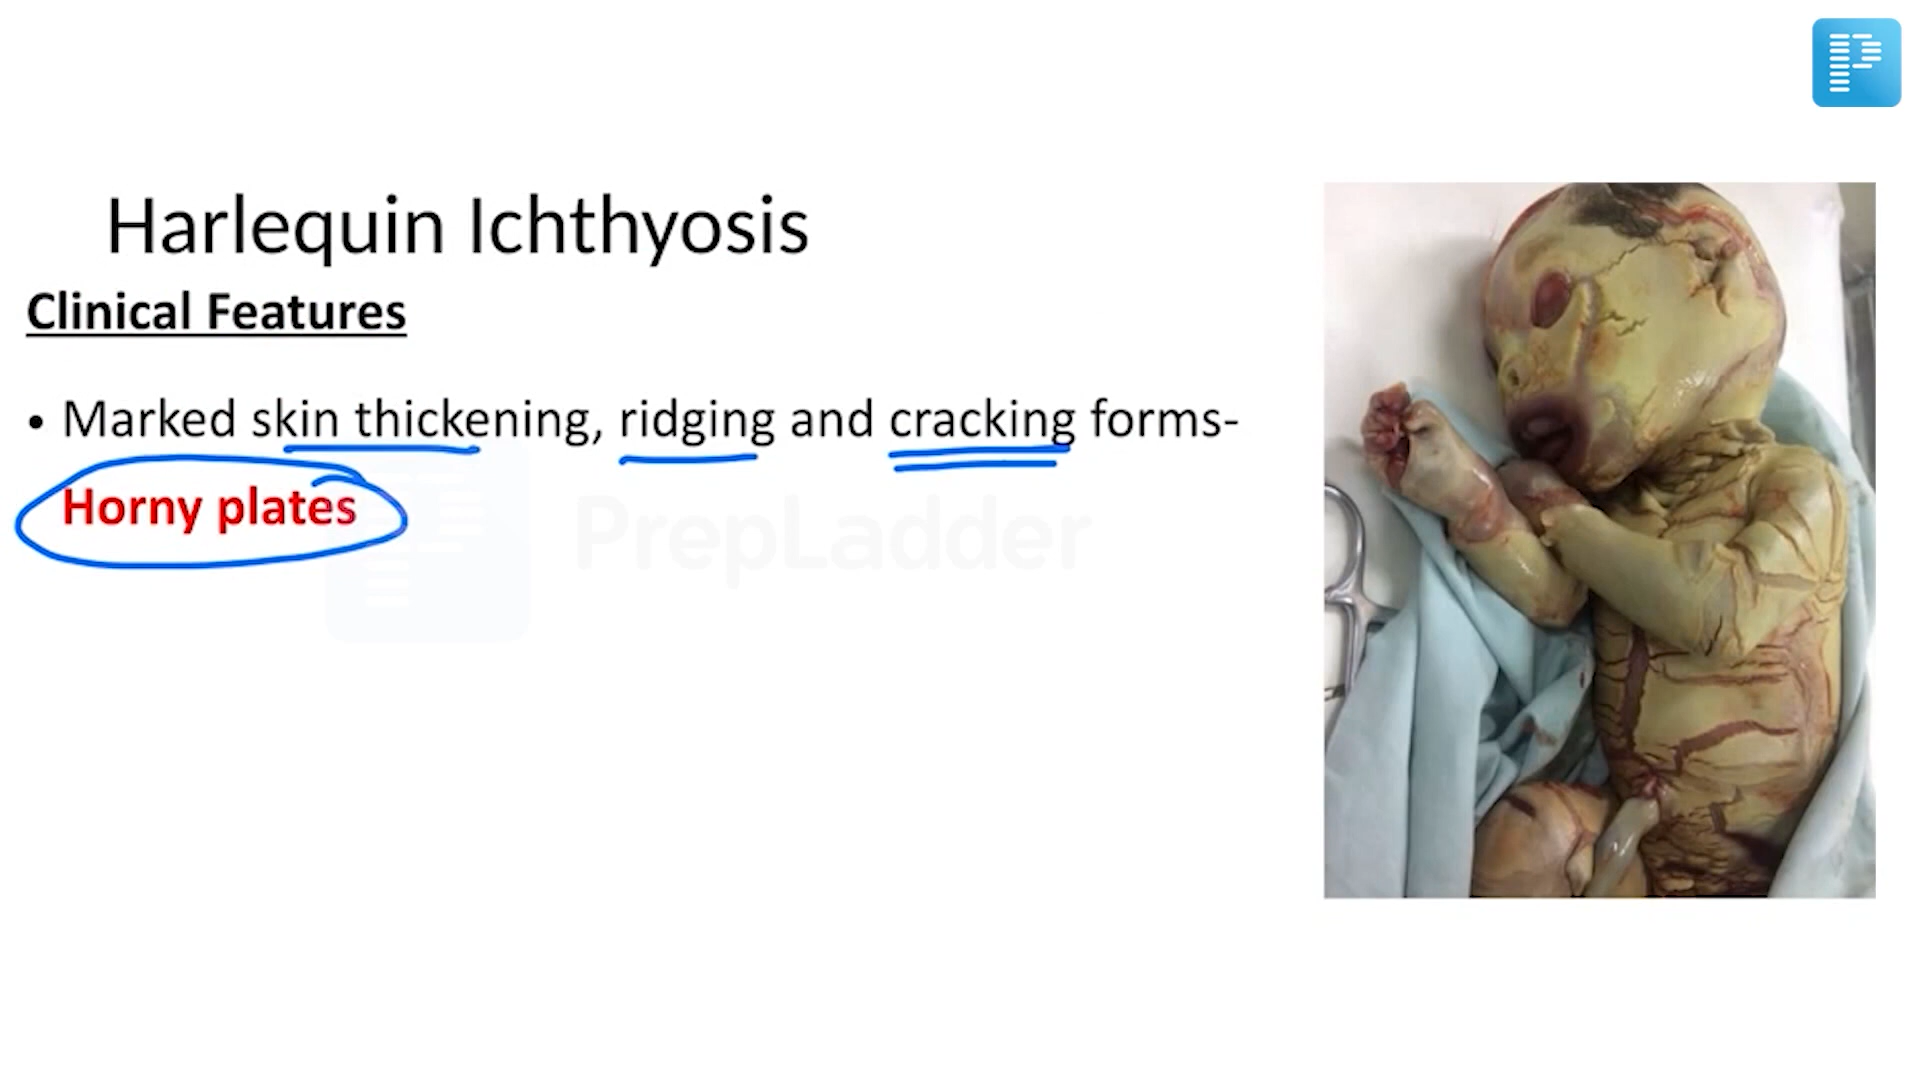 Harlequin Ichthyosis
Clinical Features
• Marked skin thickening, ridging and cracking forms-
Horny plates
PrepLadder